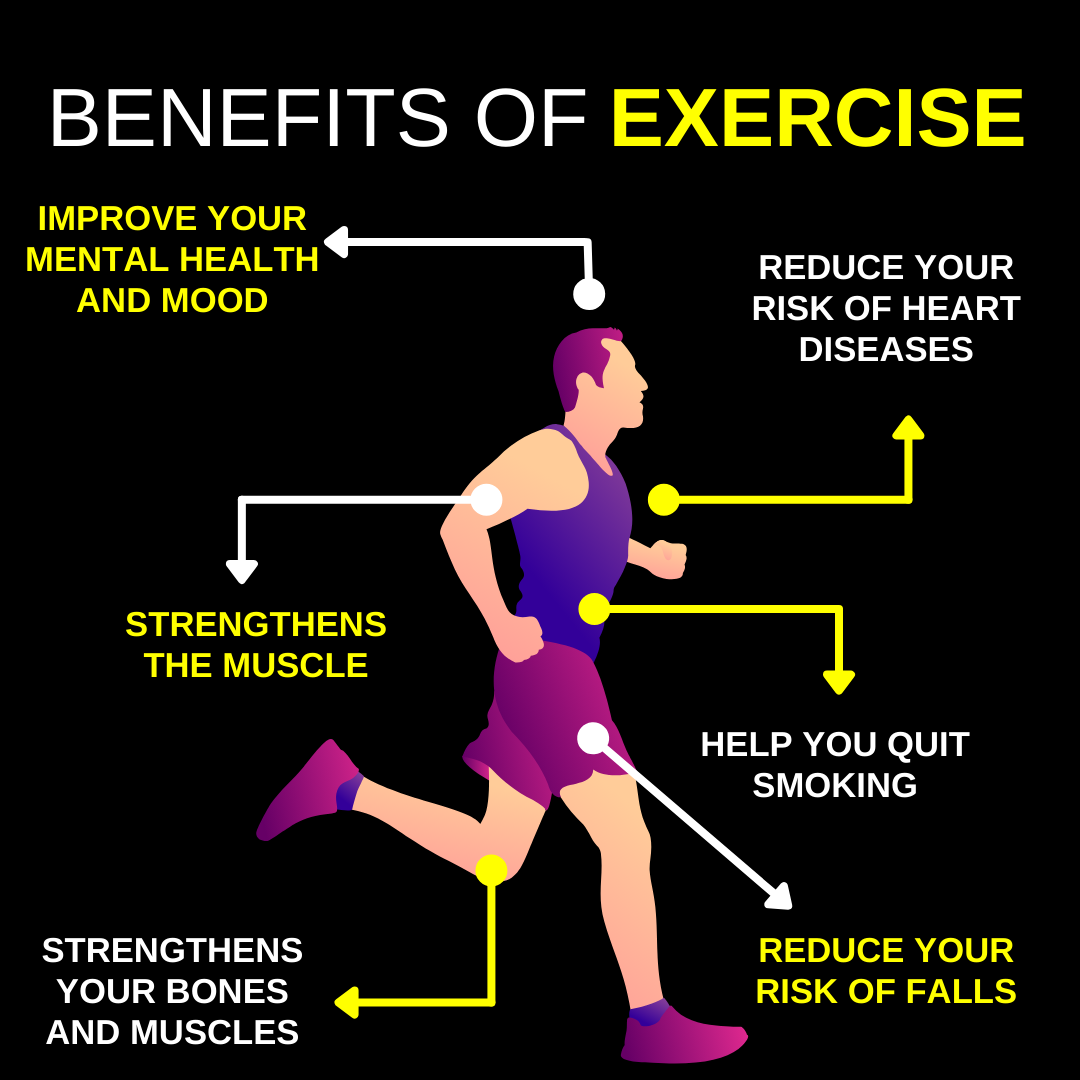 BENEFITS OF EXERCISE
IMPROVE YOUR
MENTAL HEALTH
AND MOOD
REDUCE YOUR
RISK OF HEART
DISEASES
STRENGTHENS
THE MUSCLE
HELP YOU QUIT
SMOKING
STRENGTHENS
YOUR BONES
AND MUSCLES
REDUCE YOUR
RISK OF FALLS